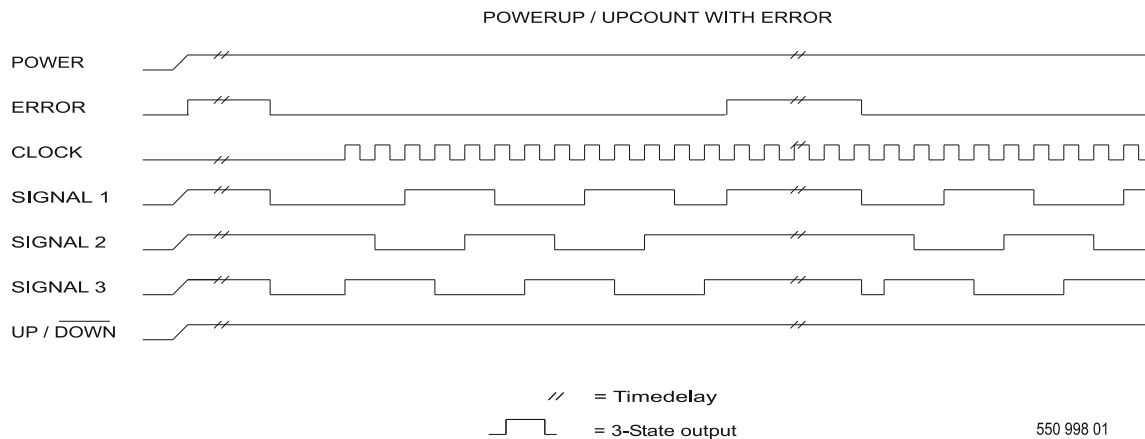 POWERUP / UPCOUNT WITH ERROR
POWER
ERROR
CLOCK
SIGNAL 1
SIGNAL 2
SIGNAL 3
UP / DOWN
= Timedelay
= 3-State output
550 998 01